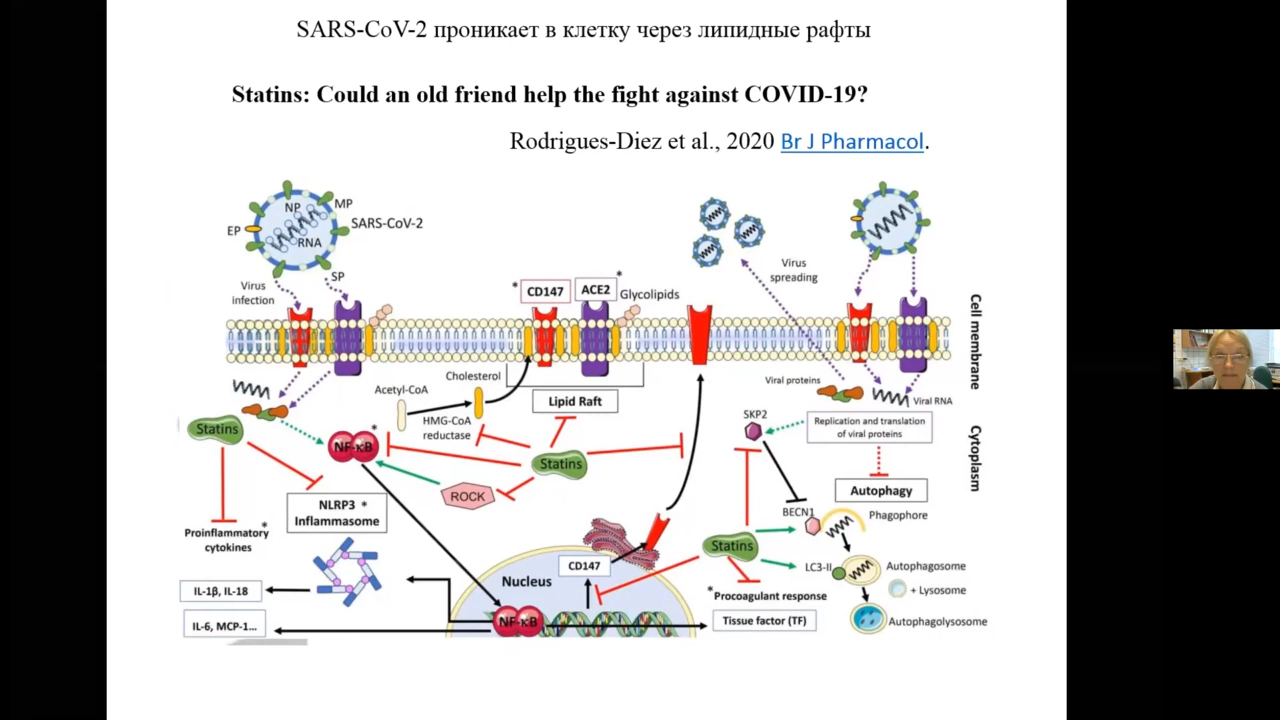 SARS-CoV-2 проникает в клетку через липидные рафты
Statins: Could an old friend help the fight against COVID-19?
Rodrigues-Diez et al., 2020 Br J Pharmacol.
NP
MP
EP
SARS-CoV-2
RNA
SP
Virus
infection
* CD147
ACE2 *
Glycolipids
Virus
spreading
Cell membrane
Acetyl-CoA
Cholesterol
HMG-CoA
reductase
Lipid Raft
Viral proteins
Viral RNA
SKP2
Replication and translation
of viral proteins
Cytoplasm
Statins
NF-κB *
Statins
ROCK
Autophagy
NLRP3 *
Inflammasome
BECN1
Phagophore
Proinflammatory *
cytokines
Statins
CD147
Nucleus
LC3-II
Autophagosome
+ Lysosome
IL-1β, IL-18
* Procoagulant response
IL-6, MCP-1...
NF-κB
Tissue factor (TF)
Autophagolysosome